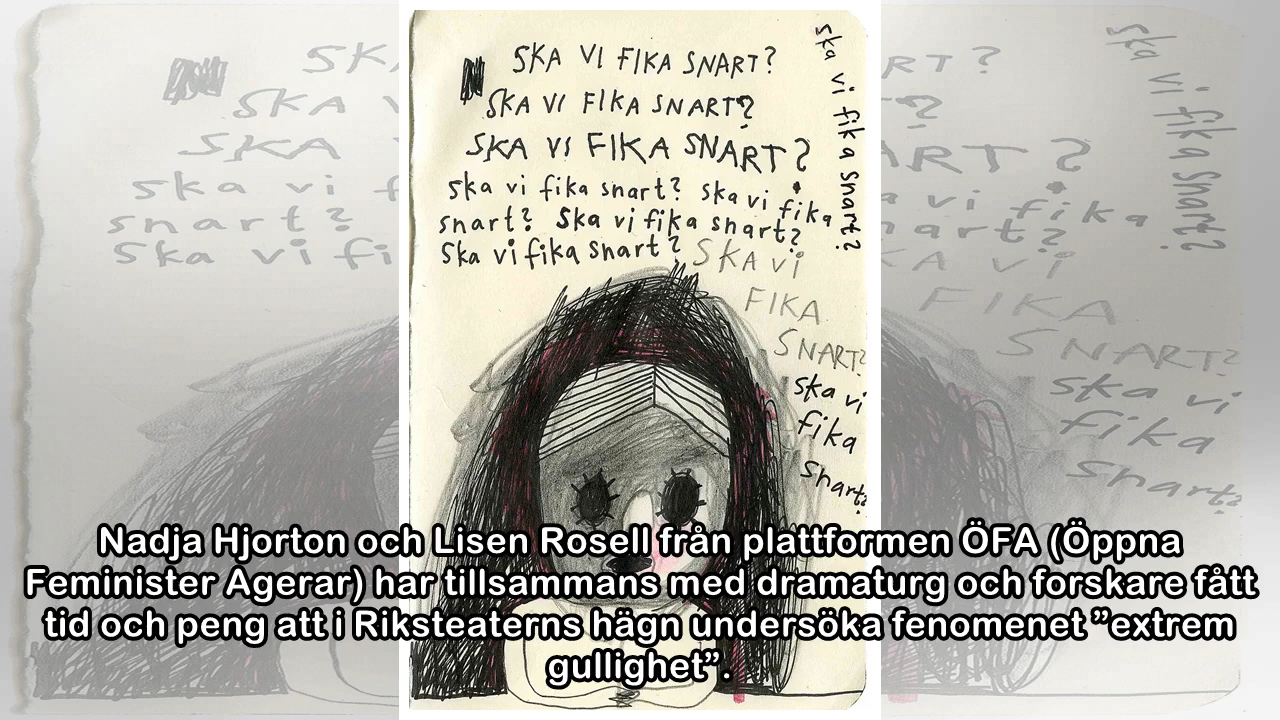 SKA VI FIKA SNART?
SKA VI FIKA SNART?
SKA VI FIKA SNART?
ska vi fika snart? ska vi fika
snart? Ska vi fika snart?
Ska vi fika snart?
SKA VI
FIKA
SNART?
ska vi
fika
snart?
ska vi fika snart?
Nadja Hjorton och Lisen Rosell från plattformen ÖFA (Öppna
Feminister Agerar) har tillsammans med dramaturg och forskare fått
tid och peng att i Riksteaterns hägn undersöka fenomenet ”extrem
gullighet”.